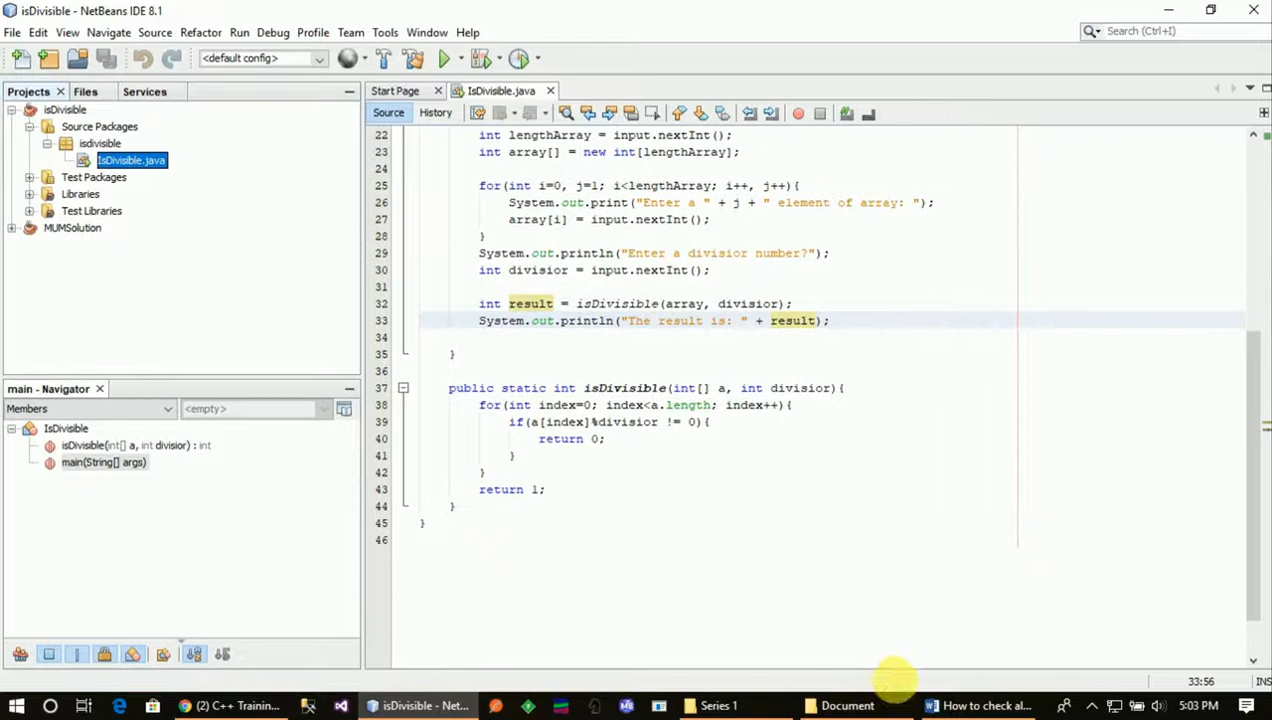 isDivisible - NetBeans IDE 8.1
File Edit View Navigate Source Refactor Run Debug Profile Team Tools Window Help
Search (Ctrl+I)
<default config>
Projects Files Services
Start Page IsDivisible.java
Source History
isDivisible
Source Packages
isdivisible
IsDivisible.java
Test Packages
Libraries
Test Libraries
MUMSolution
22 int lengthArray = input.nextInt();
23 int array[] = new int[lengthArray];
24
25 for(int i=0, j=1; i<lengthArray; i++, j++){
26 System.out.print("Enter a " + j + " element of array: ");
27 array[i] = input.nextInt();
28 }
29 System.out.println("Enter a divisior number?");
30 int divisior = input.nextInt();
31
32 int result = isDivisible(array, divisior);
33 System.out.println("The result is: " + result);
34
35 }
36
37 public static int isDivisible(int[] a, int divisior){
38 for(int index=0; index<a.length; index++){
39 if(a[index]%divisior != 0){
40 return 0;
41 }
42 }
43 return 1;
44 }
45 }
46
main - Navigator
Members <empty>
IsDivisible
isDivisible(int[] a, int divisior) : int
main(String[] args)
33:56 INS
(2) C++ Trainin...
isDivisible - Net...
Series 1
Document
How to check al...
5:03 PM